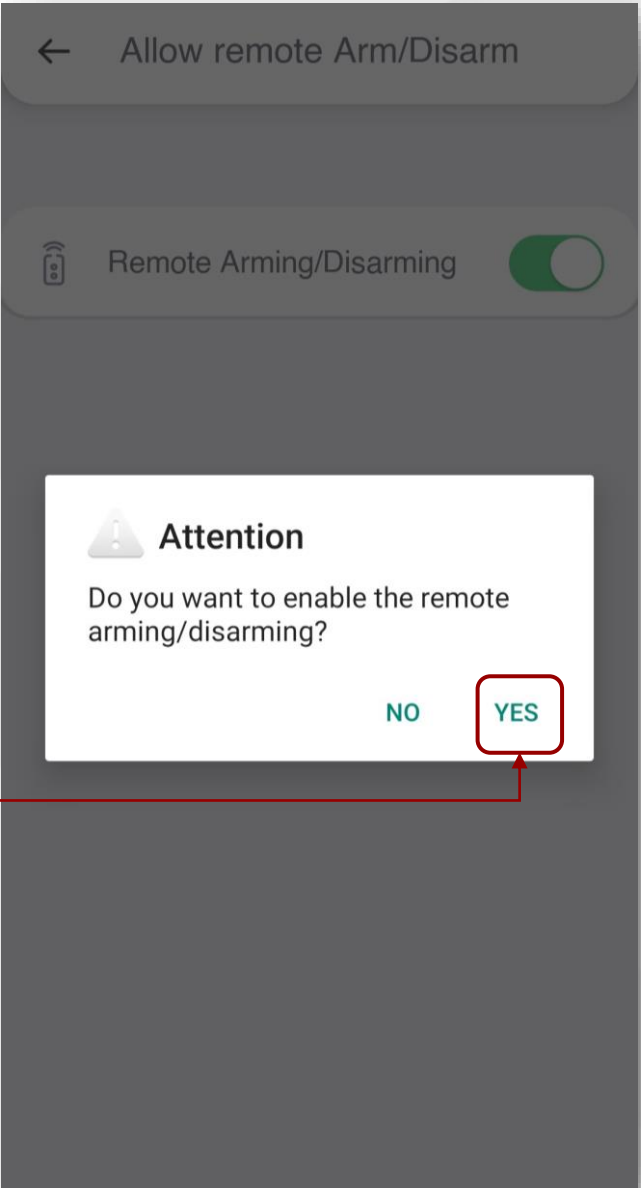 Allow remote Arm/Disarm
Remote Arming/Disarming
Attention
Do you want to enable the remote
arming/disarming?
NO YES